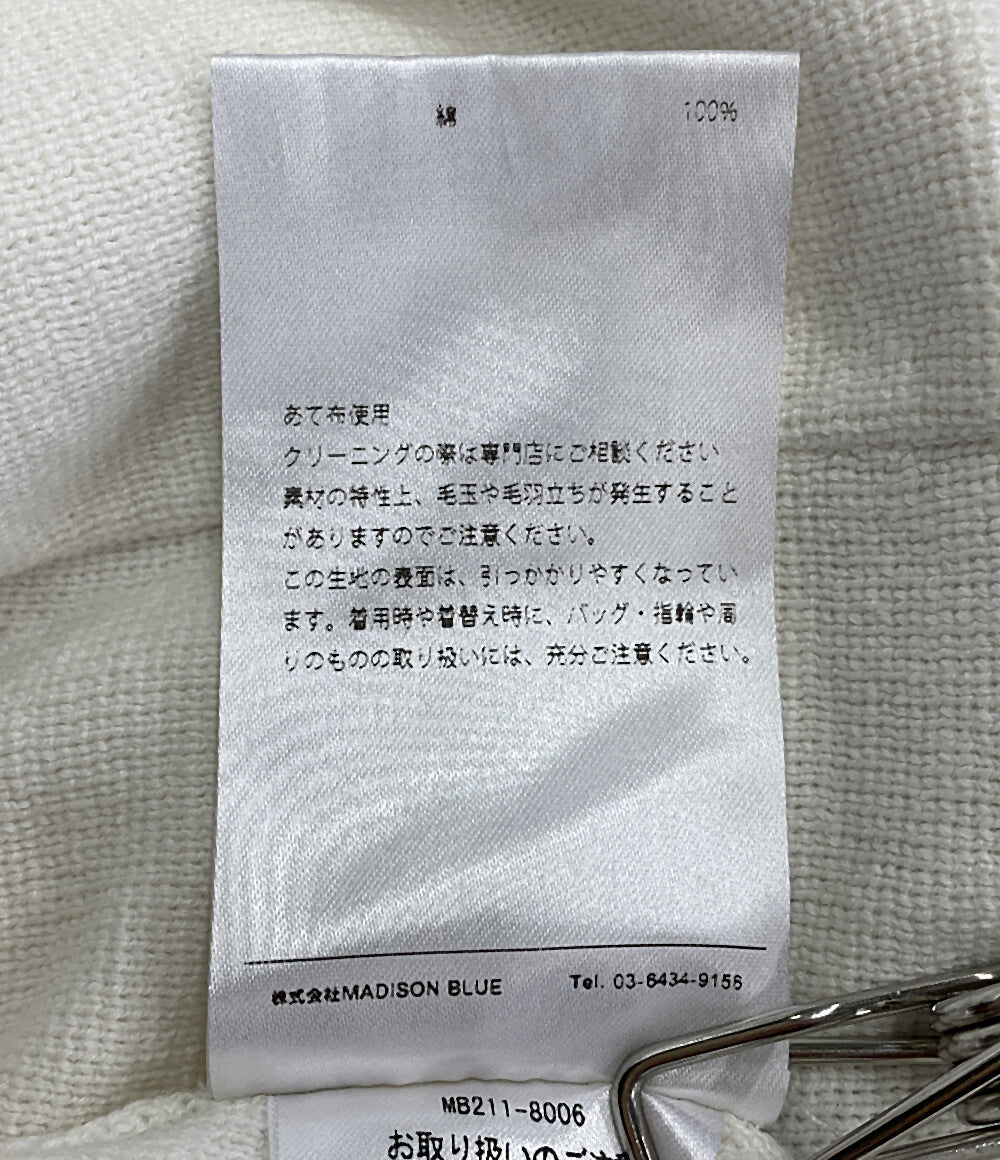 綿 100%
あて布使用
クリーニングの際は専門店にご相談ください
素材の特性上、毛玉や毛羽立ちが発生すること
がありますのでご注意ください。
この生地の表面は、引っかかりやすくなってい
ます。着用時や着替え時に、バッグ・指輪や周
りのものの取り扱いには、充分ご注意ください。
株式会社MADISON BLUE Tel. 03-6434-9156
MB211-8006
お取り扱いのご